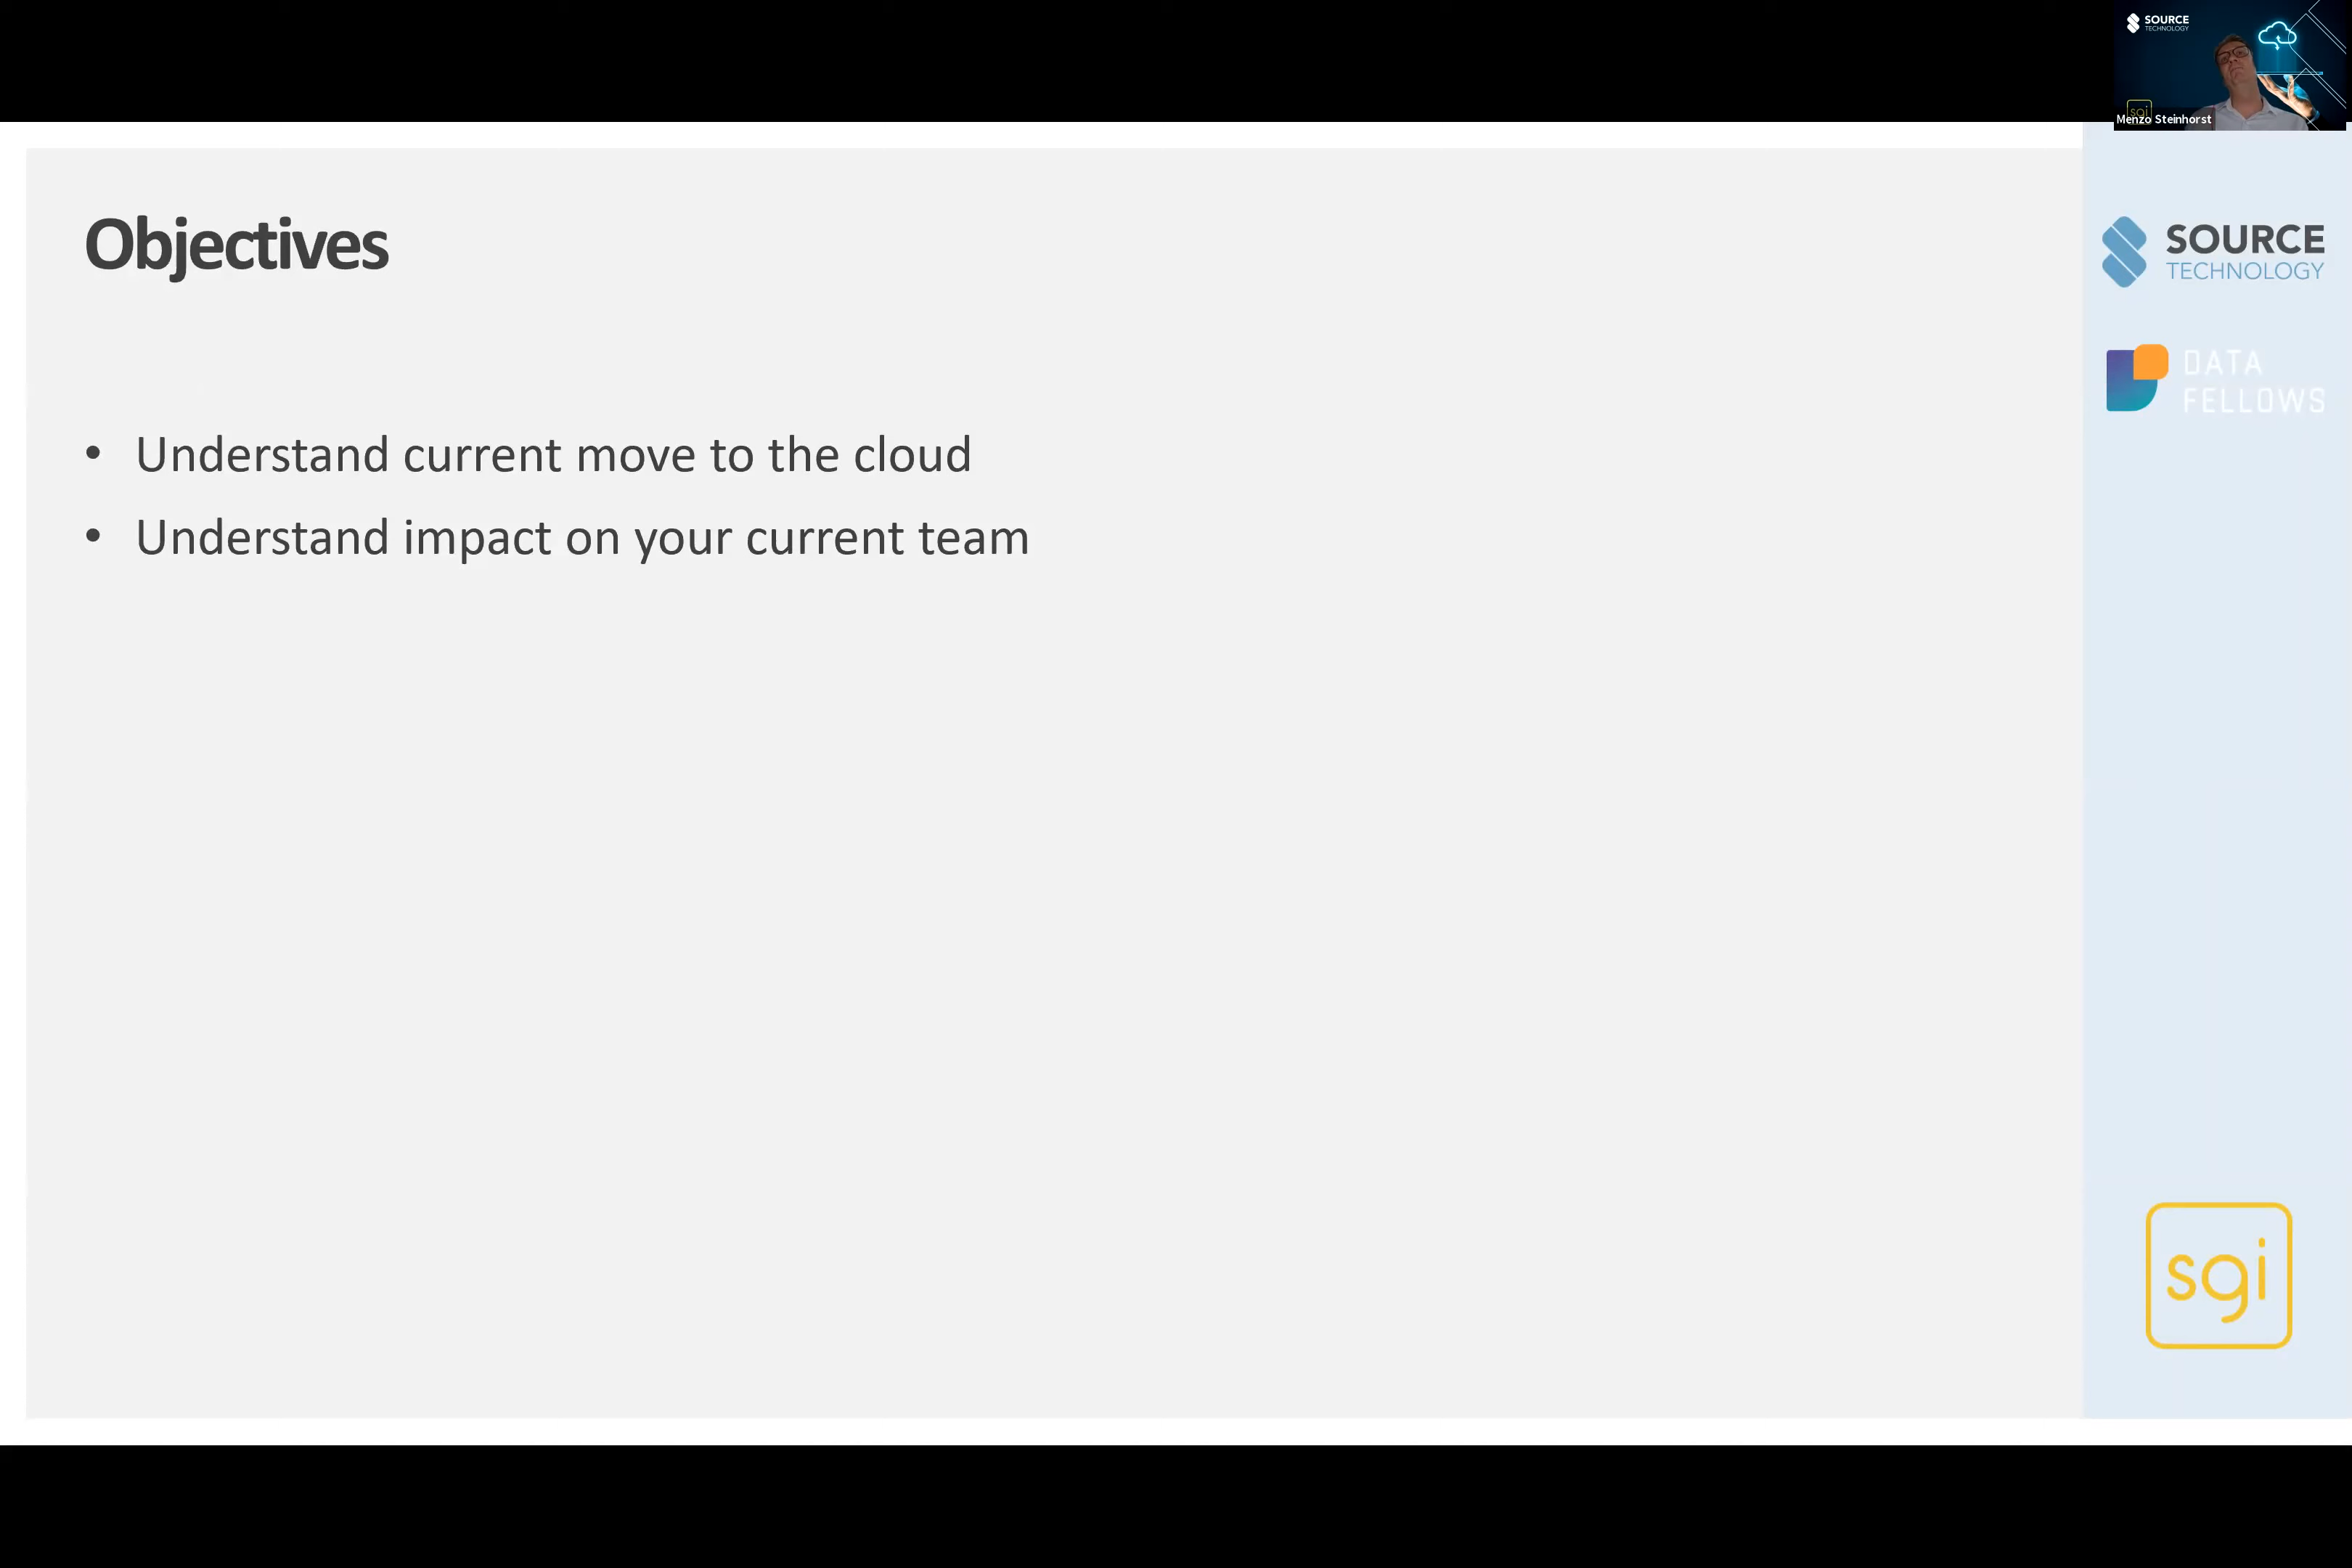 SOURCE
TECHNOLOGY
sgi
Menzo Steinhorst
Objectives
• Understand current move to the cloud
• Understand impact on your current team
SOURCE
TECHNOLOGY
DATA
FELLOWS
sgi